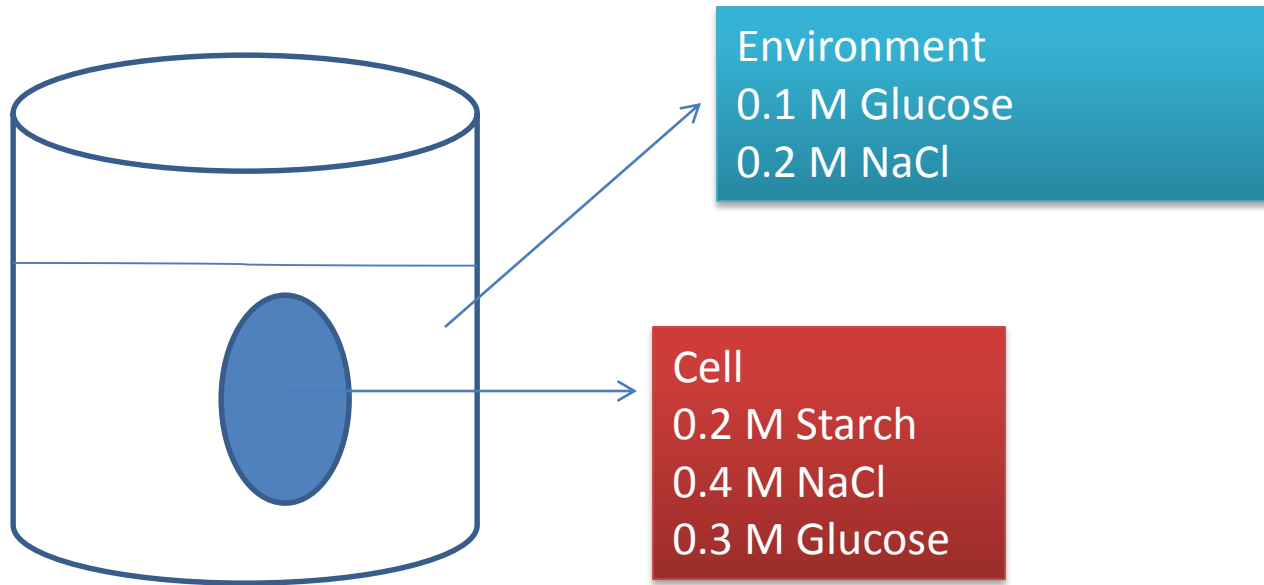 Environment
0.1 M Glucose
0.2 M NaCl
Cell
0.2 M Starch
0.4 M NaCl
0.3 M Glucose